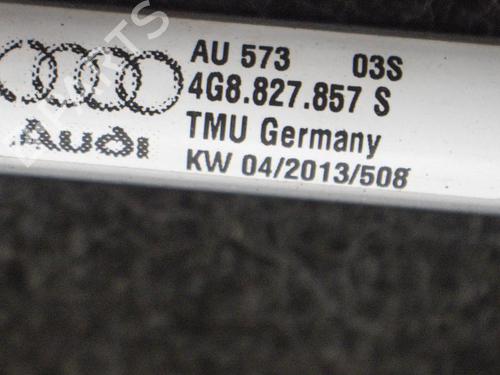 AU 573 03S
4G8.827.857 S
Audi
TMU Germany
KW 04/2013/508